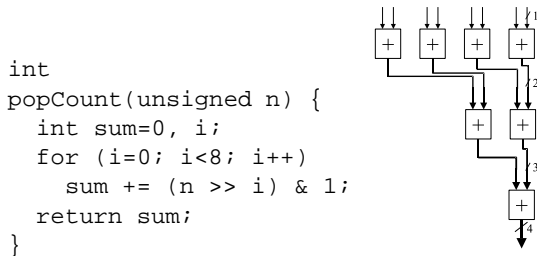 int
popCount(unsigned n) {
  int sum=0, i;
  for (i=0; i<8; i++)
    sum += (n >> i) & 1;
  return sum;
}
1
+ + + +
2
+ +
3
+
4